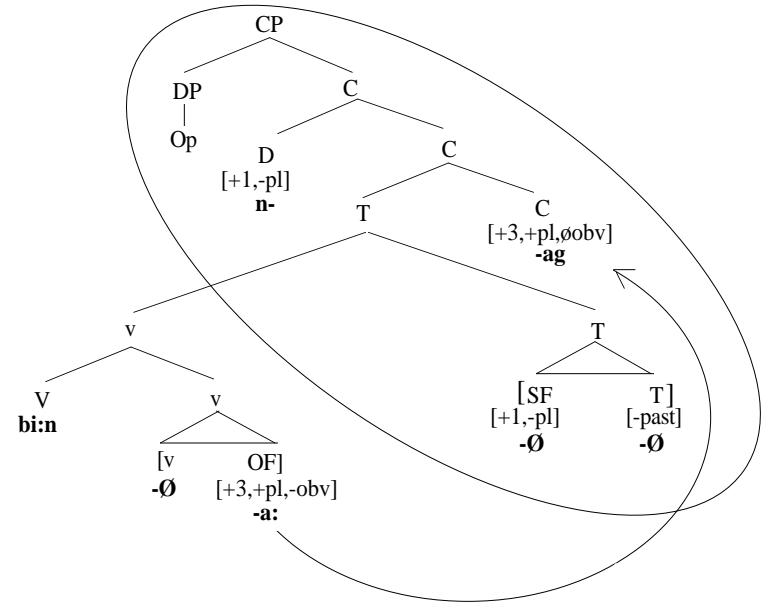 CP
DP C
Op
D C
[+1,-pl]
n-
T C
[+3,+pl,øobv]
-ag
v T
V v [SF T]
bi:n [+1,-pl] [-past]
-Ø -Ø
[v OF]
-Ø [+3,+pl,-obv]
-a: